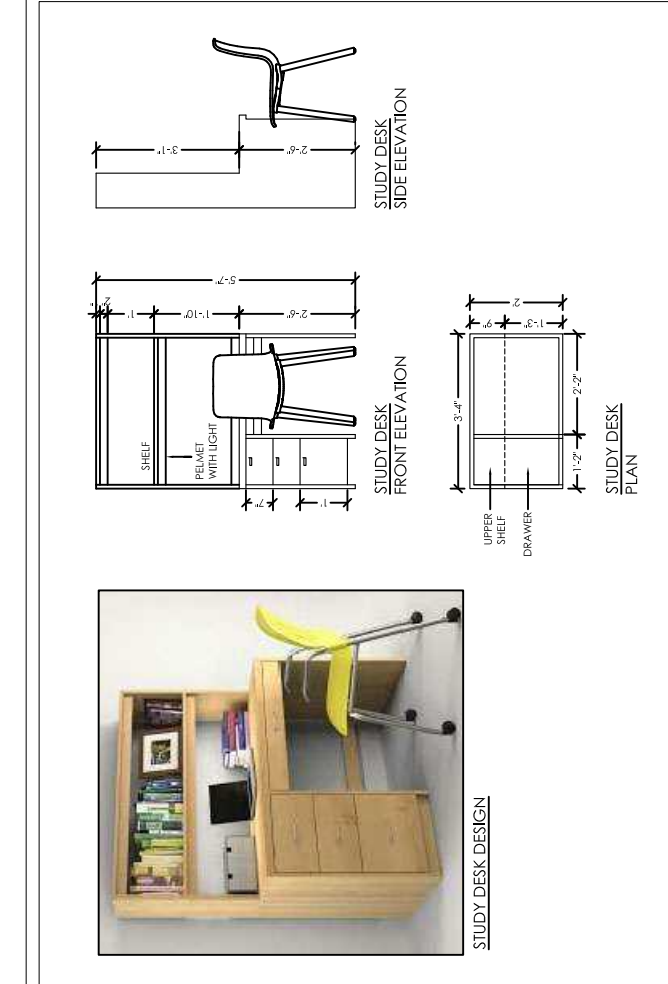 3'-1"
2'-6"
STUDY DESK
SIDE ELEVATION
5'-7"
2"
1'
1'-10"
2'-6"
SHELF
PELMET
WITH LIGHT
7"
1'
STUDY DESK
FRONT ELEVATION
3'-4"
2'
9"
1'-3"
1'-2"
2'-2"
UPPER
SHELF
DRAWER
STUDY DESK
PLAN
STUDY DESK DESIGN